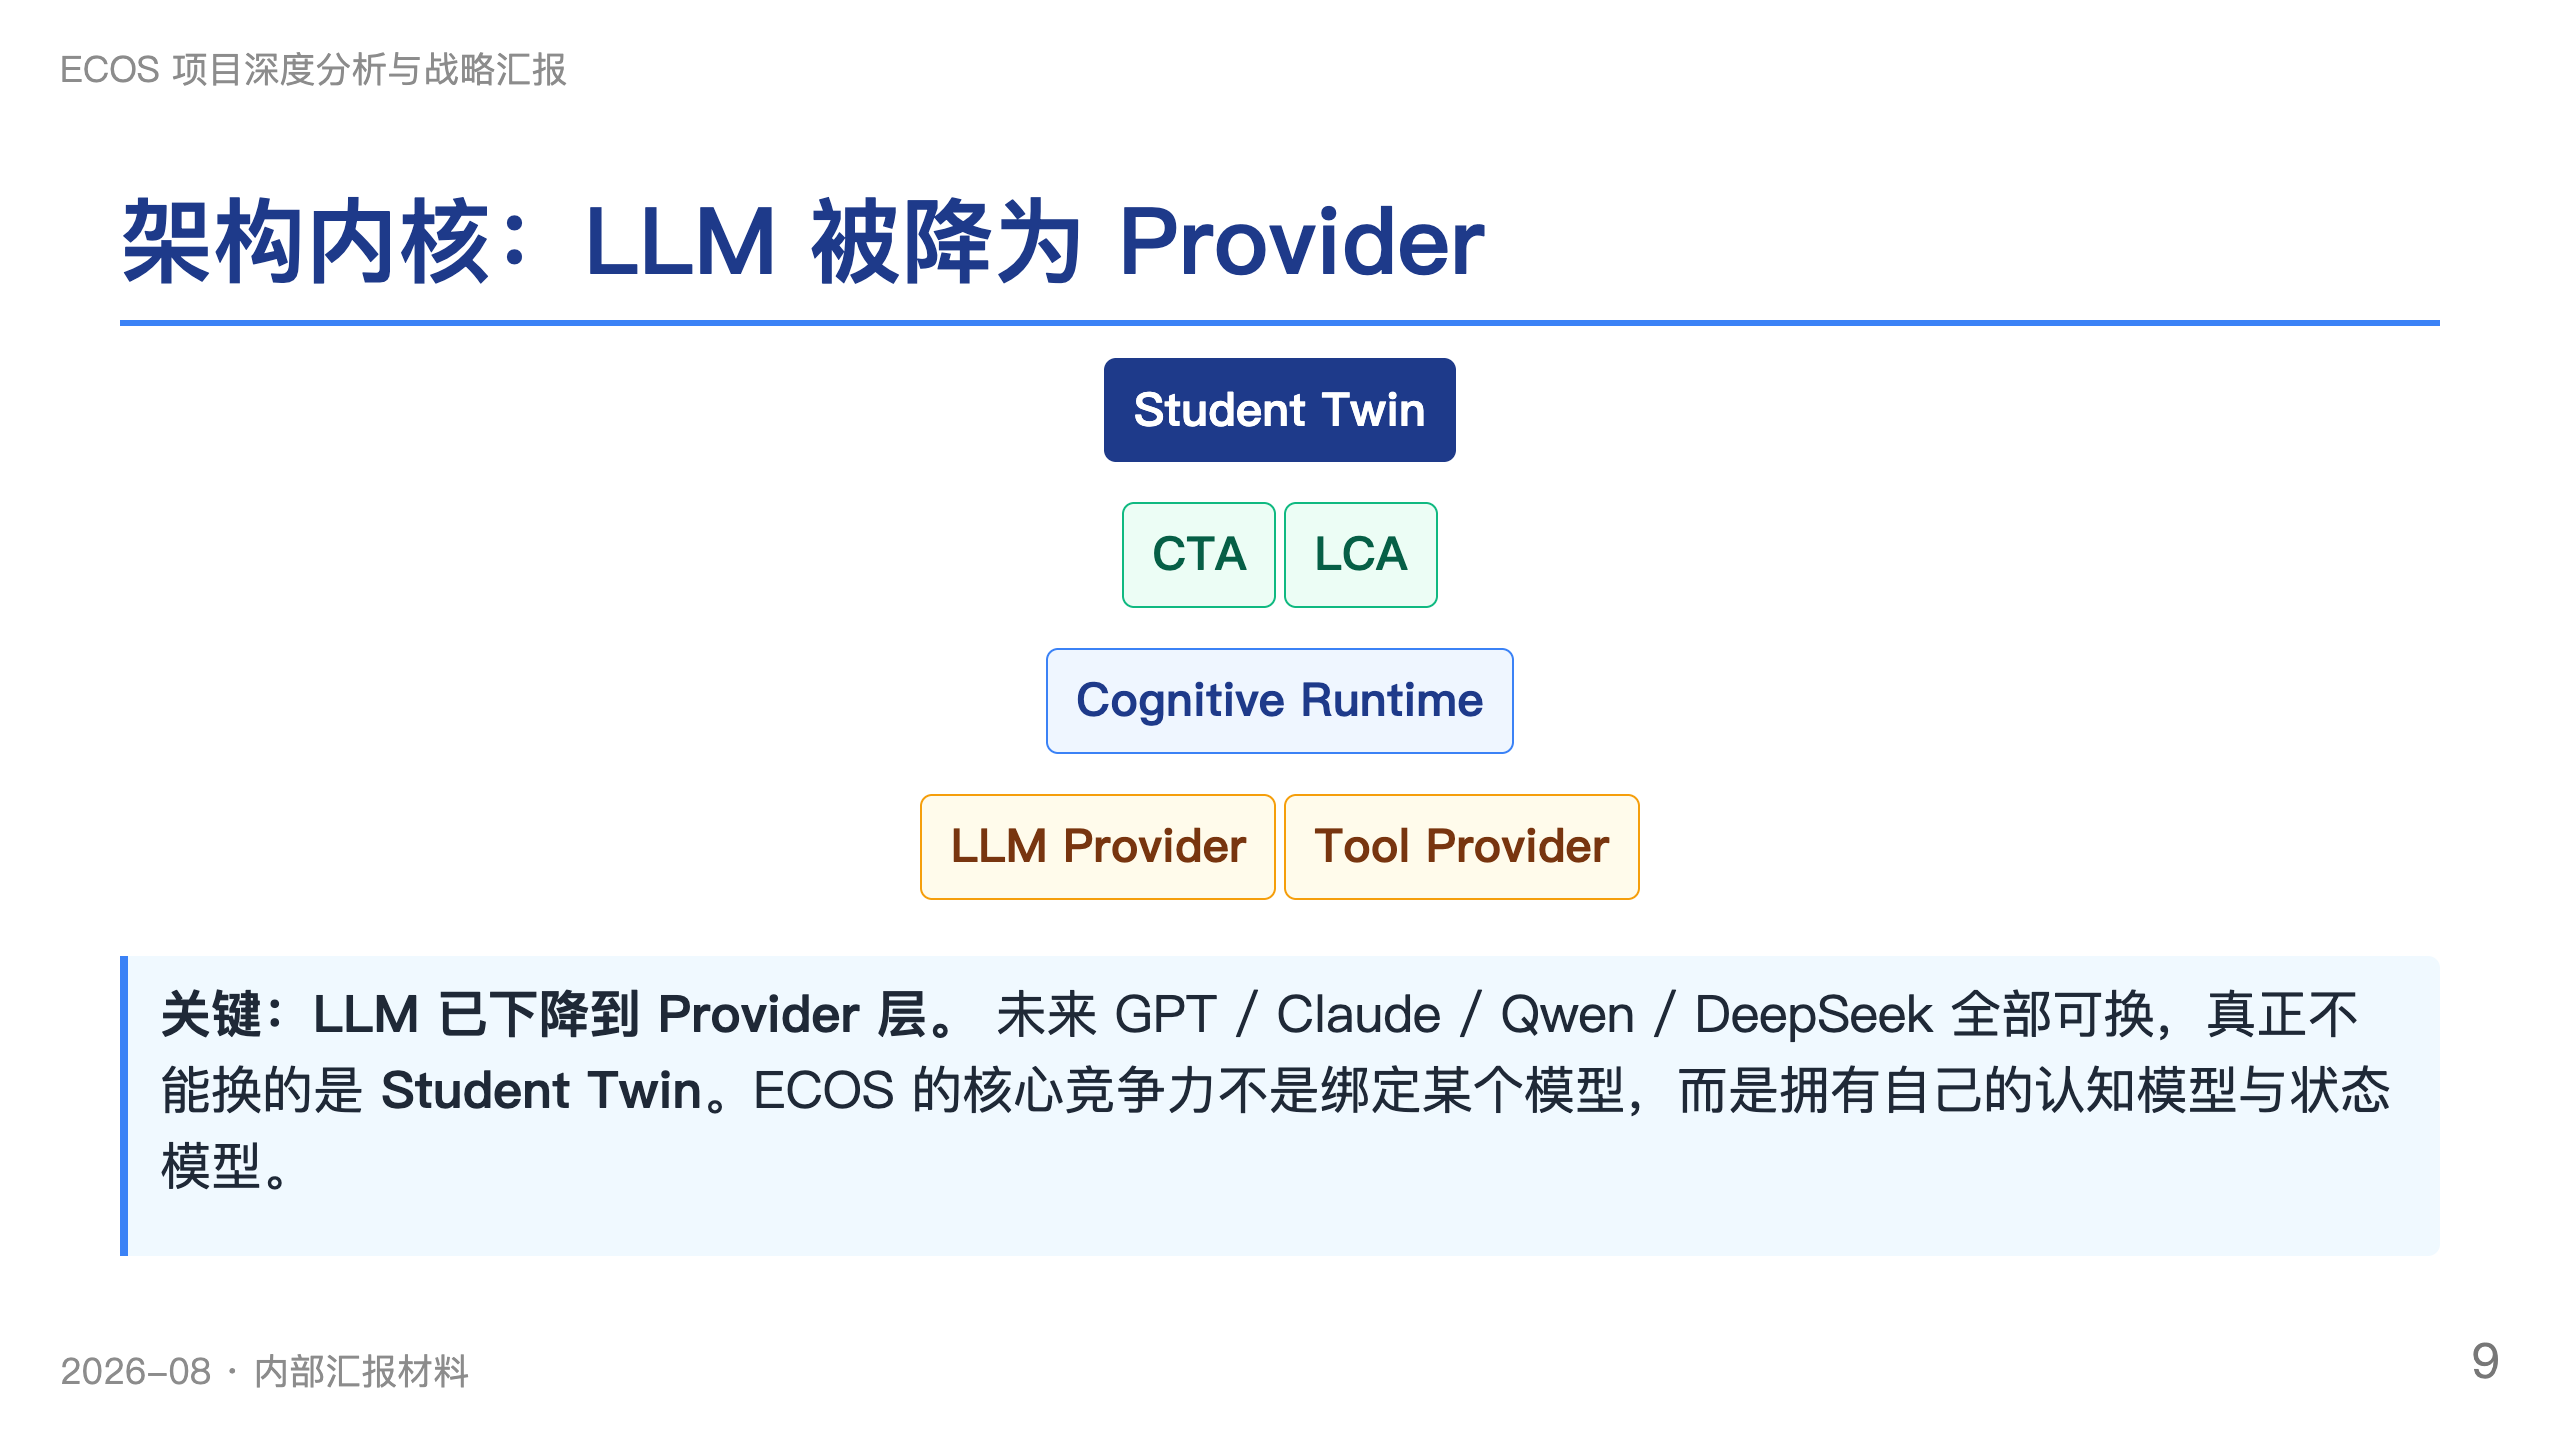 ECOS 项目深度分析与战略汇报
架构内核：LLM 被降为 Provider
Student Twin
CTA LCA
Cognitive Runtime
LLM Provider Tool Provider
关键：LLM 已下降到 Provider 层。 未来 GPT / Claude / Qwen / DeepSeek 全部可换，真正不
能换的是 Student Twin。ECOS 的核心竞争力不是绑定某个模型，而是拥有自己的认知模型与状态
模型。
2026-08 · 内部汇报材料
9